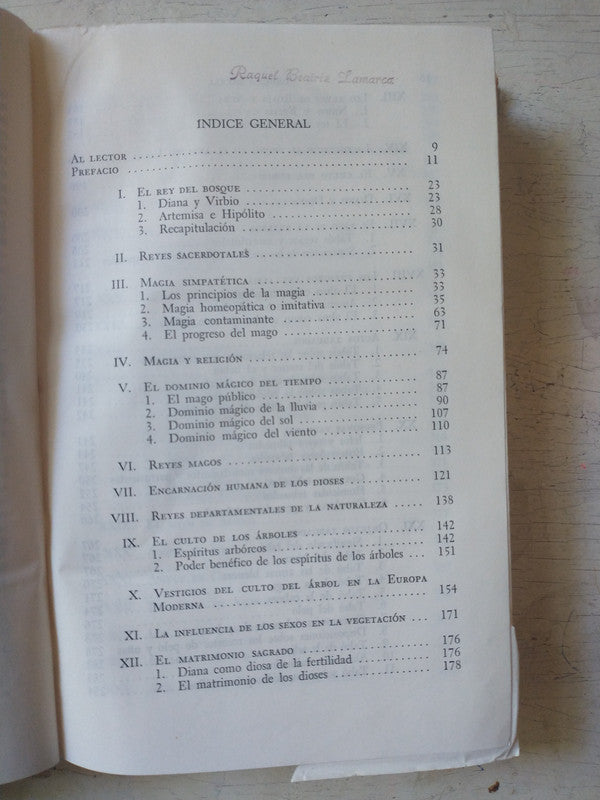 Raquel Beatriz Lamarca
INDICE GENERAL
Al lector . . . . . . . . . . 9
Prefacio . . . . . . . . . . 11
I. El rey del bosque . . . . . . . . . . 23
1. Diana y Virbio . . . . . . . . . . 23
2. Artemisa e Hipólito . . . . . . . . . . 28
3. Recapitulación . . . . . . . . . . 30
II. Reyes sacerdotales . . . . . . . . . . 31
III. Magia simpatética . . . . . . . . . . 33
1. Los principios de la magia . . . . . . . . . . 33
2. Magia homeopática o imitativa . . . . . . . . . . 35
3. Magia contaminante . . . . . . . . . . 63
4. El progreso del mago . . . . . . . . . . 71
IV. Magia y religión . . . . . . . . . . 74
V. El dominio mágico del tiempo . . . . . . . . . . 87
1. El mago público . . . . . . . . . . 87
2. Dominio mágico de la lluvia . . . . . . . . . . 90
3. Dominio mágico del sol . . . . . . . . . . 107
4. Dominio mágico del viento . . . . . . . . . . 110
VI. Reyes magos . . . . . . . . . . 113
VII. Encarnación humana de los dioses . . . . . . . . . . 121
VIII. Reyes departamentales de la naturaleza . . . . . 138
IX. El culto de los árboles . . . . . . . . . . 142
1. Espíritus arbóreos . . . . . . . . . . 142
2. Poder benéfico de los espíritus de los árboles . . . 151
X. Vestigios del culto del árbol en la Europa
Moderna . . . . . . . . . . 154
XI. La influencia de los sexos en la vegetación . . . 171
XII. El matrimonio sagrado . . . . . . . . . . 176
1. Diana como diosa de la fertilidad . . . . . . . . . . 176
2. El matrimonio de los dioses . . . . . . . . . . 178